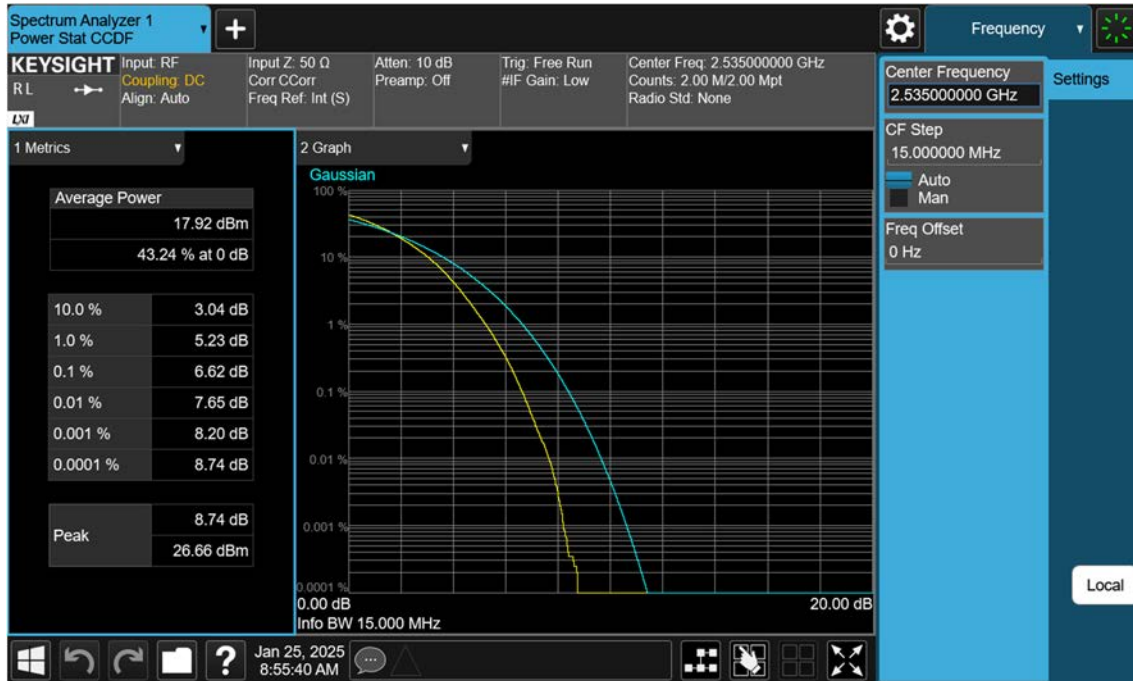 Spectrum Analyzer 1
Power Stat CCDF
Frequency
KEYSIGHT
RL
LXI
Input: RF
Coupling: DC
Align: Auto
Input Z: 50 Ω
Corr CCorr
Freq Ref: Int (S)
Atten: 10 dB
Preamp: Off
Trig: Free Run
#IF Gain: Low
Center Freq: 2.535000000 GHz
Counts: 2.00 M/2.00 Mpt
Radio Std: None
Center Frequency
2.535000000 GHz
Settings
CF Step
15.000000 MHz
Auto
Man
Freq Offset
0 Hz
1 Metrics
Average Power
17.92 dBm
43.24 % at 0 dB
10.0 % 3.04 dB
1.0 % 5.23 dB
0.1 % 6.62 dB
0.01 % 7.65 dB
0.001 % 8.20 dB
0.0001 % 8.74 dB
Peak
8.74 dB
26.66 dBm
2 Graph
Gaussian
100 %
10 %
1 %
0.1 %
0.01 %
0.001 %
0.0001 %
0.00 dB 20.00 dB
Info BW 15.000 MHz
Local
?
Jan 25, 2025
8:55:40 AM